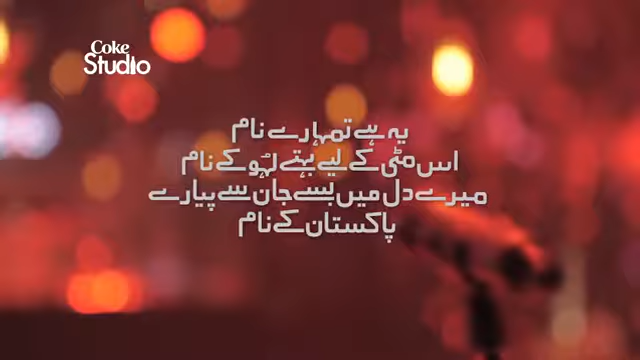 Coke
Studio
یہ ہے تمہارے نام
اس مٹی کے لیے بہتے لہو کے نام
میرے دل میں بسے جان سے پیارے
پاکستان کے نام